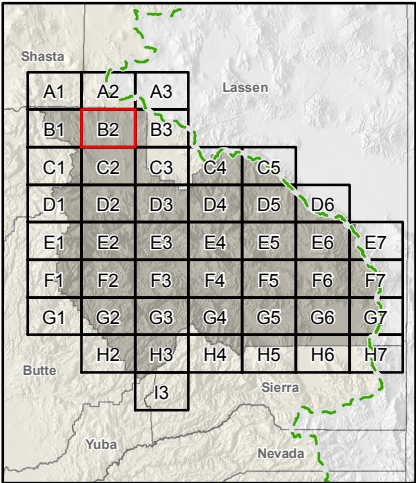 Shasta
Lassen
A1 A2 A3
B1 B2 B3
C1 C2 C3 C4 C5
D1 D2 D3 D4 D5 D6
E1 E2 E3 E4 E5 E6 E7
F1 F2 F3 F4 F5 F6 F7
G1 G2 G3 G4 G5 G6 G7
H2 H3 H4 H5 H6 H7
Butte
I3
Sierra
Yuba
Nevada